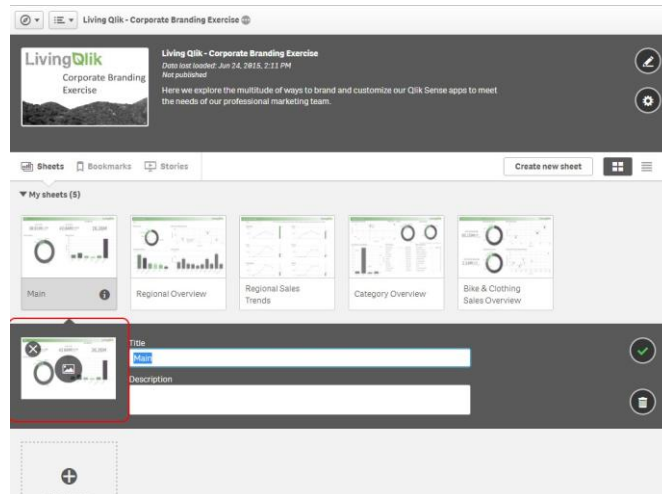 Living Qlik - Corporate Branding Exercise
LivingQlik
Corporate Branding
Exercise
Living Qlik - Corporate Branding Exercise
Data last loaded: Jun 24, 2015, 2:11 PM
Not published
Here we explore the multitude of ways to brand and customize our Qlik Sense apps to meet
the needs of our professional marketing team.
Sheets Bookmarks Stories Create new sheet
My sheets (5)
Main
Regional Overview
Regional Sales
Trends
Category Overview
Bike & Clothing
Sales Overview
Title
Main
Description